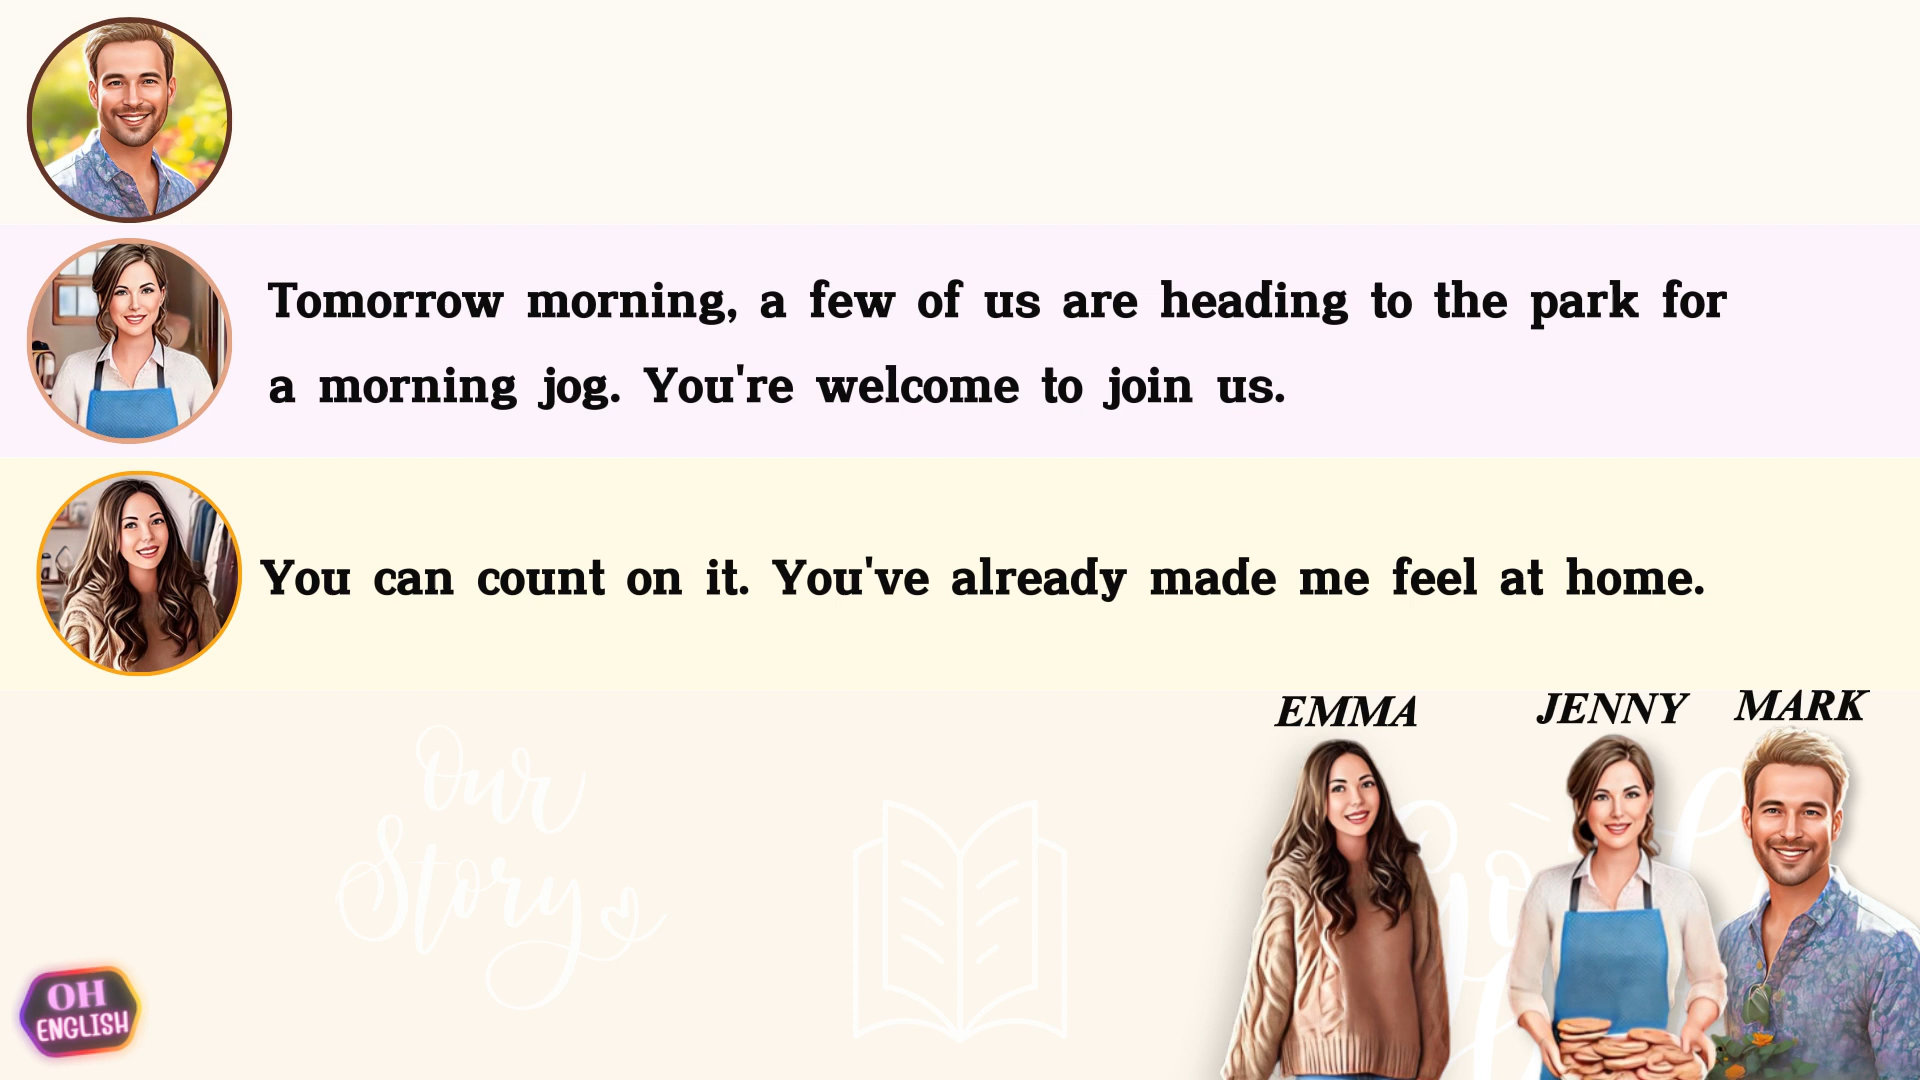 Tomorrow morning, a few of us are heading to the park for
a morning jog. You're welcome to join us.
You can count on it. You've already made me feel at home.
EMMA
JENNY
MARK
Our
Story
OH
ENGLISH